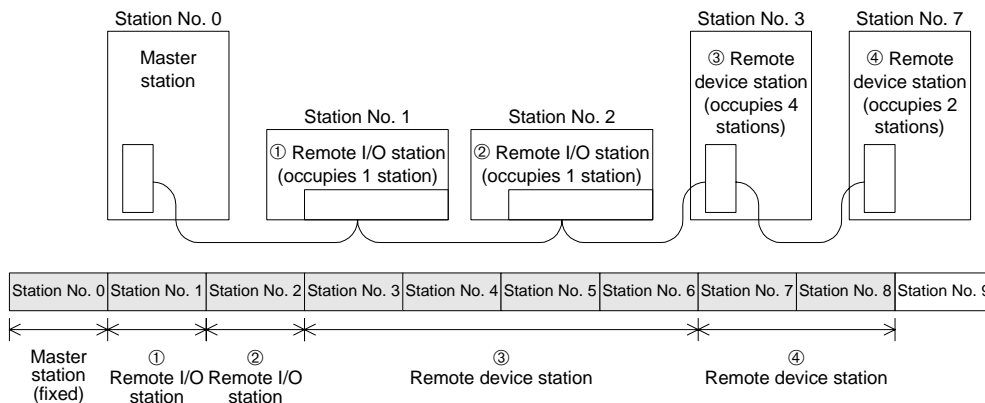 Station No. 0
Station No. 3
Station No. 7
Master
station
③ Remote
device station
(occupies 4
stations)
④ Remote
device station
(occupies 2
stations)
Station No. 1
Station No. 2
① Remote I/O station
(occupies 1 station)
② Remote I/O station
(occupies 1 station)
Station No. 0
Station No. 1
Station No. 2
Station No. 3
Station No. 4
Station No. 5
Station No. 6
Station No. 7
Station No. 8
Station No. 9
Master
station
(fixed)
①
Remote I/O
station
②
Remote I/O
station
③
Remote device station
④
Remote device station